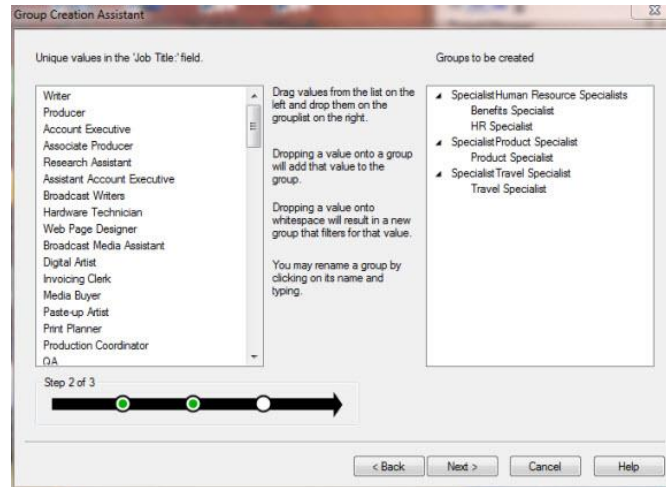 Group Creation Assistant
Unique values in the 'Job Title:' field.
Groups to be created
Writer
Producer
Account Executive
Associate Producer
Research Assistant
Assistant Account Executive
Broadcast Writers
Hardware Technician
Web Page Designer
Broadcast Media Assistant
Digital Artist
Invoicing Clerk
Media Buyer
Paste-up Artist
Print Planner
Production Coordinator
QA
Drag values from the list on the
left and drop them on the
grouplist on the right.
Dropping a value onto a group
will add that value to the
group.
Dropping a value onto
whitespace will result in a new
group that filters for that value.
You may rename a group by
clicking on its name and
typing.
SpecialistHuman Resource Specialists
Benefits Specialist
HR Specialist
SpecialistProduct Specialist
Product Specialist
SpecialistTravel Specialist
Travel Specialist
Step 2 of 3
< Back
Next >
Cancel
Help